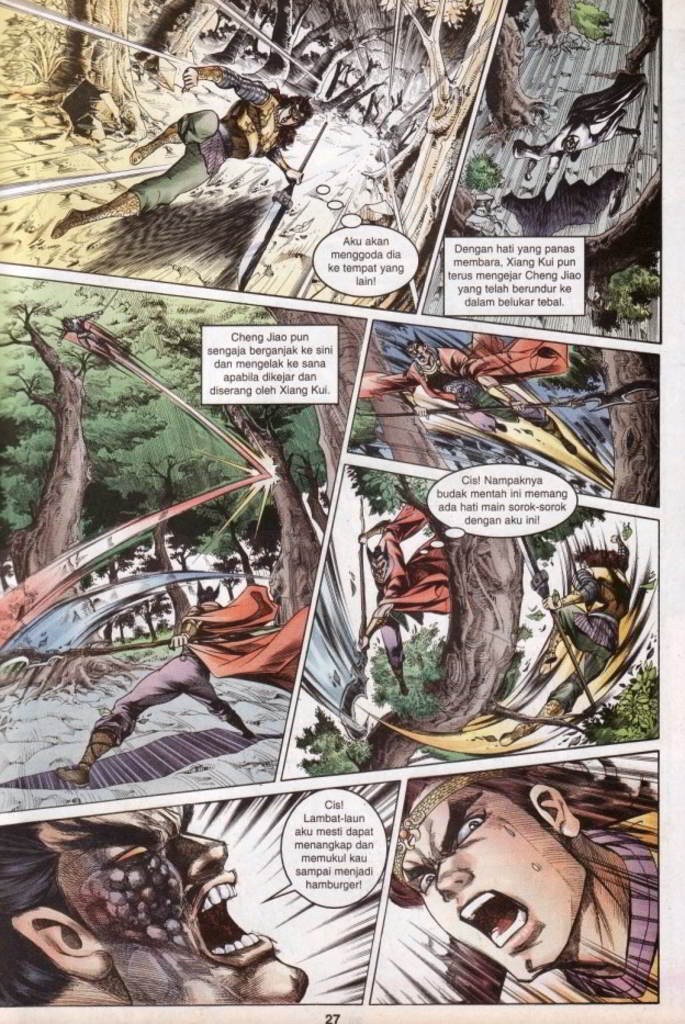 Aku akan
menggoda dia
ke tempat yang
lain!
Dengan hati yang panas
membara, Xiang Kui pun
terus mengejar Cheng Jiao
yang telah berundur ke
dalam belukar tebal.
Cheng Jiao pun
sengaja berganjak ke sini
dan mengelak ke sana
apabila dikejar dan
diserang oleh Xiang Kui.
Cis! Nampaknya
budak mentah ini memang
ada hati main sorok-sorok
dengan aku ini!
Cis!
Lambat-laun
aku mesti dapat
menangkap dan
memukul kau
sampai menjadi
hamburger!
27